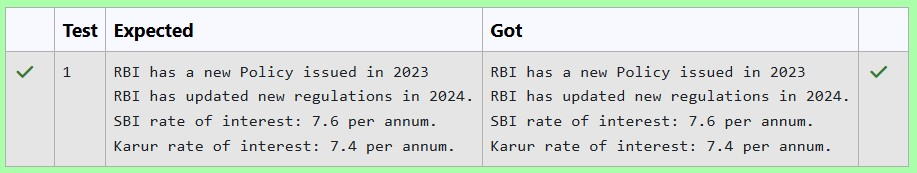 Test Expected Got
1 RBI has a new Policy issued in 2023 RBI has a new Policy issued in 2023
RBI has updated new regulations in 2024. RBI has updated new regulations in 2024.
SBI rate of interest: 7.6 per annum. SBI rate of interest: 7.6 per annum.
Karur rate of interest: 7.4 per annum. Karur rate of interest: 7.4 per annum.